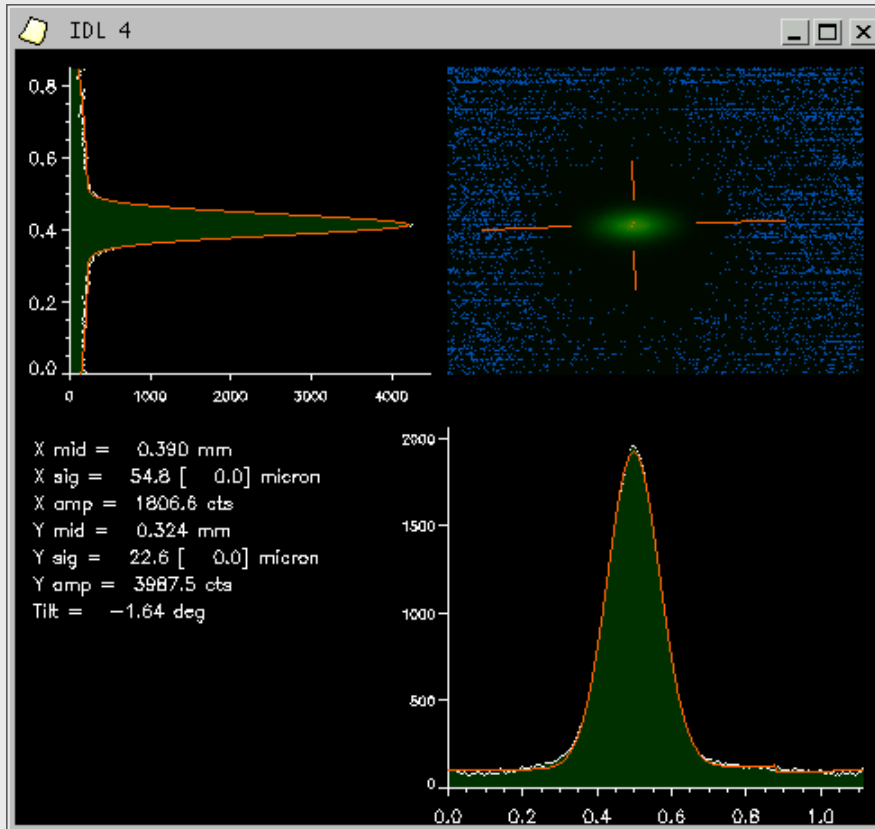 IDL 4
0.8
0.6
0.4
0.2
0.0
0 1000 2000 3000 4000
X mid = 0.390 mm
X sig = 54.8 [ 0.0] micron
X amp = 1806.6 cts
Y mid = 0.324 mm
Y sig = 22.6 [ 0.0] micron
Y amp = 3987.5 cts
Tilt = −1.64 deg
2000
1500
1000
500
0
0.0 0.2 0.4 0.6 0.8 1.0